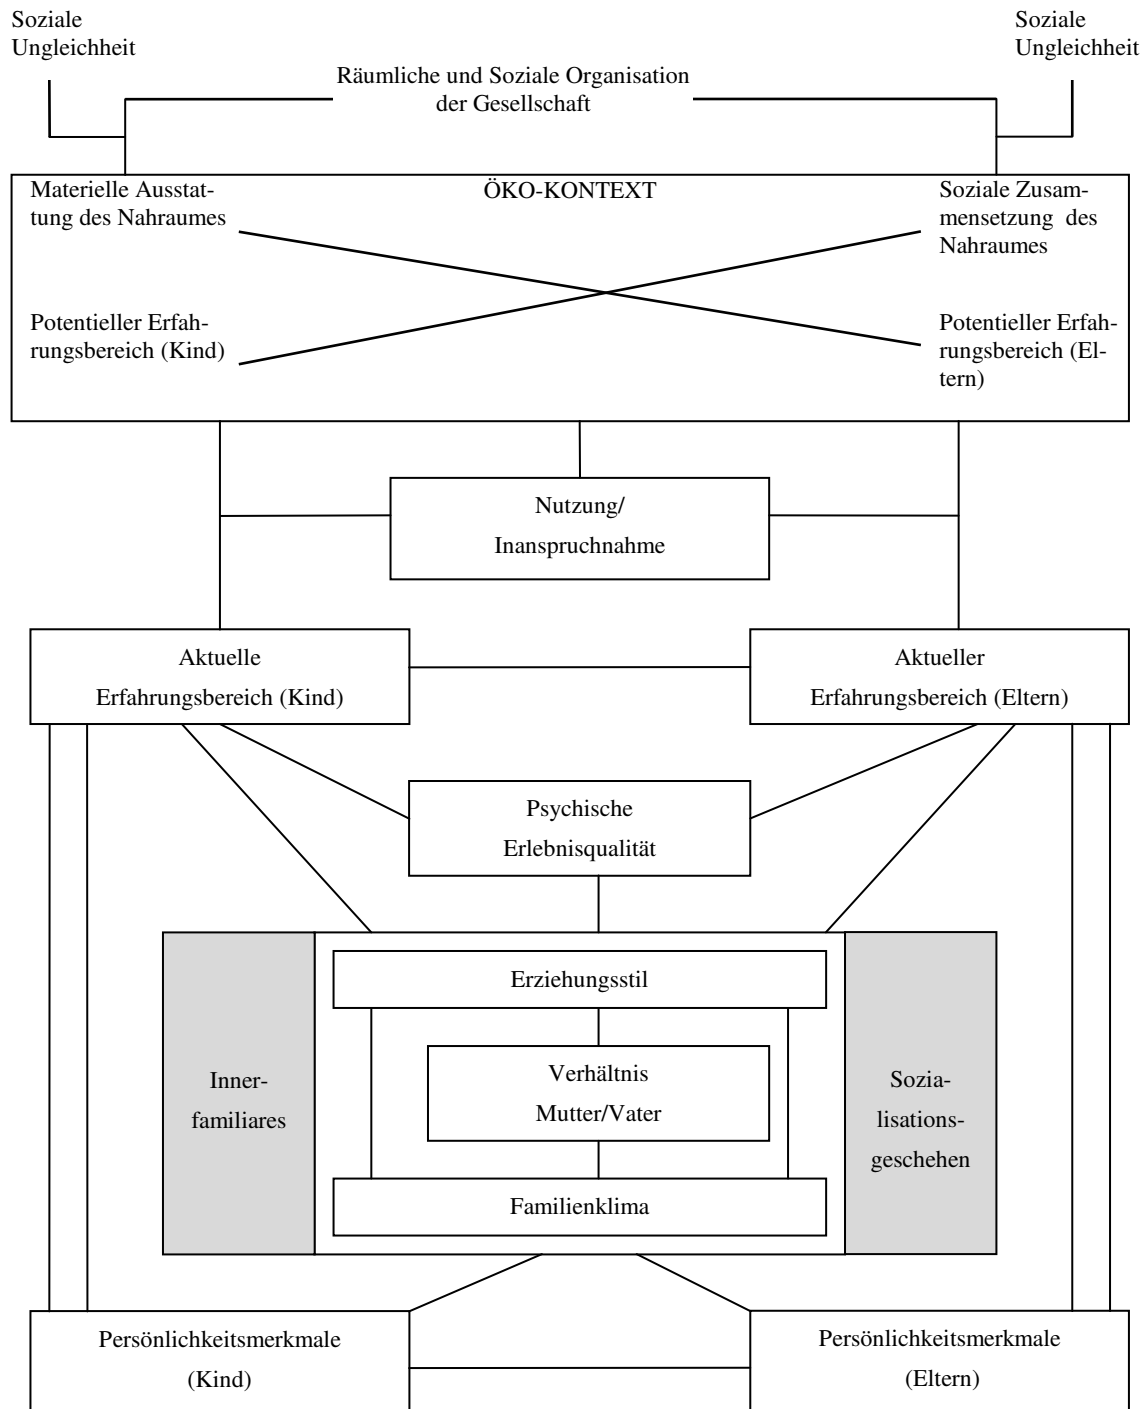 Soziale
Ungleichheit
Soziale
Ungleichheit
Räumliche und Soziale Organisation
der Gesellschaft
ÖKO-KONTEXT
Materielle Ausstat-
tung des Nahraumes
Soziale Zusam-
mensetzung des
Nahraumes
Potentieller Erfah-
rungsbereich (Kind)
Potentieller Erfah-
rungsbereich (El-
tern)
Nutzung/
Inanspruchnahme
Aktuelle
Erfahrungsbereich (Kind)
Aktueller
Erfahrungsbereich (Eltern)
Psychische
Erlebnisqualität
Erziehungsstil
Inner-
familiares
Verhältnis
Mutter/Vater
Sozia-
lisations-
geschehen
Familienklima
Persönlichkeitsmerkmale
(Kind)
Persönlichkeitsmerkmale
(Eltern)